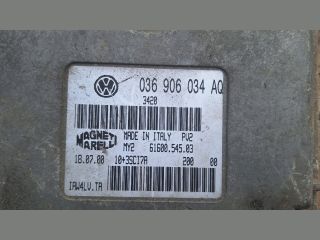 036 906 034 AQ
3420
MAGNETI MARELLI
MADE IN ITALY PV2
MY2 61600.545.03
18.07.00 10+3SCI7A 200 00
IAW4LV.TA